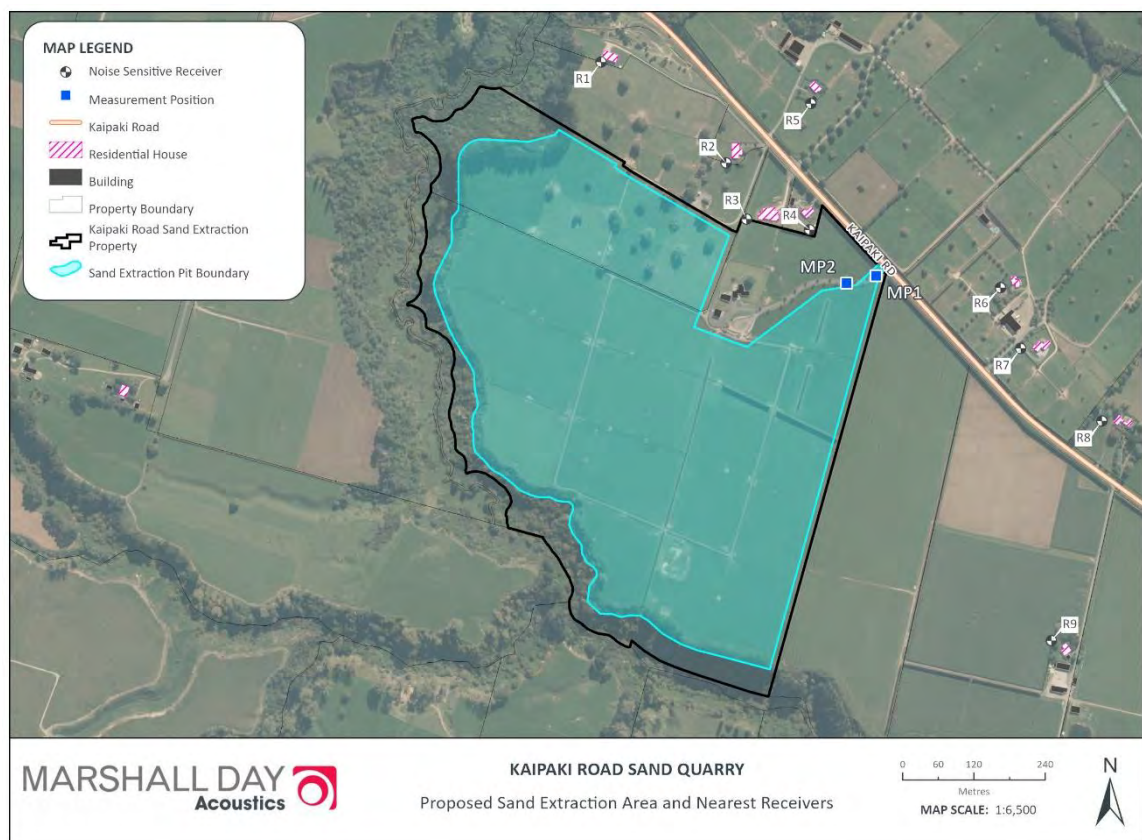 MAP LEGEND
Noise Sensitive Receiver
Measurement Position
Kaipaki Road
Residential House
Building
Property Boundary
Kaipaki Road Sand Extraction
Property
Sand Extraction Pit Boundary
R1
R5
R2
R3
R4
KAIPAKI RD
MP2
MP1
R6
R7
R8
R9
MARSHALL DAY
Acoustics
KAIPAKI ROAD SAND QUARRY
Proposed Sand Extraction Area and Nearest Receivers
0 60 120 240
Metres
MAP SCALE: 1:6,500
N